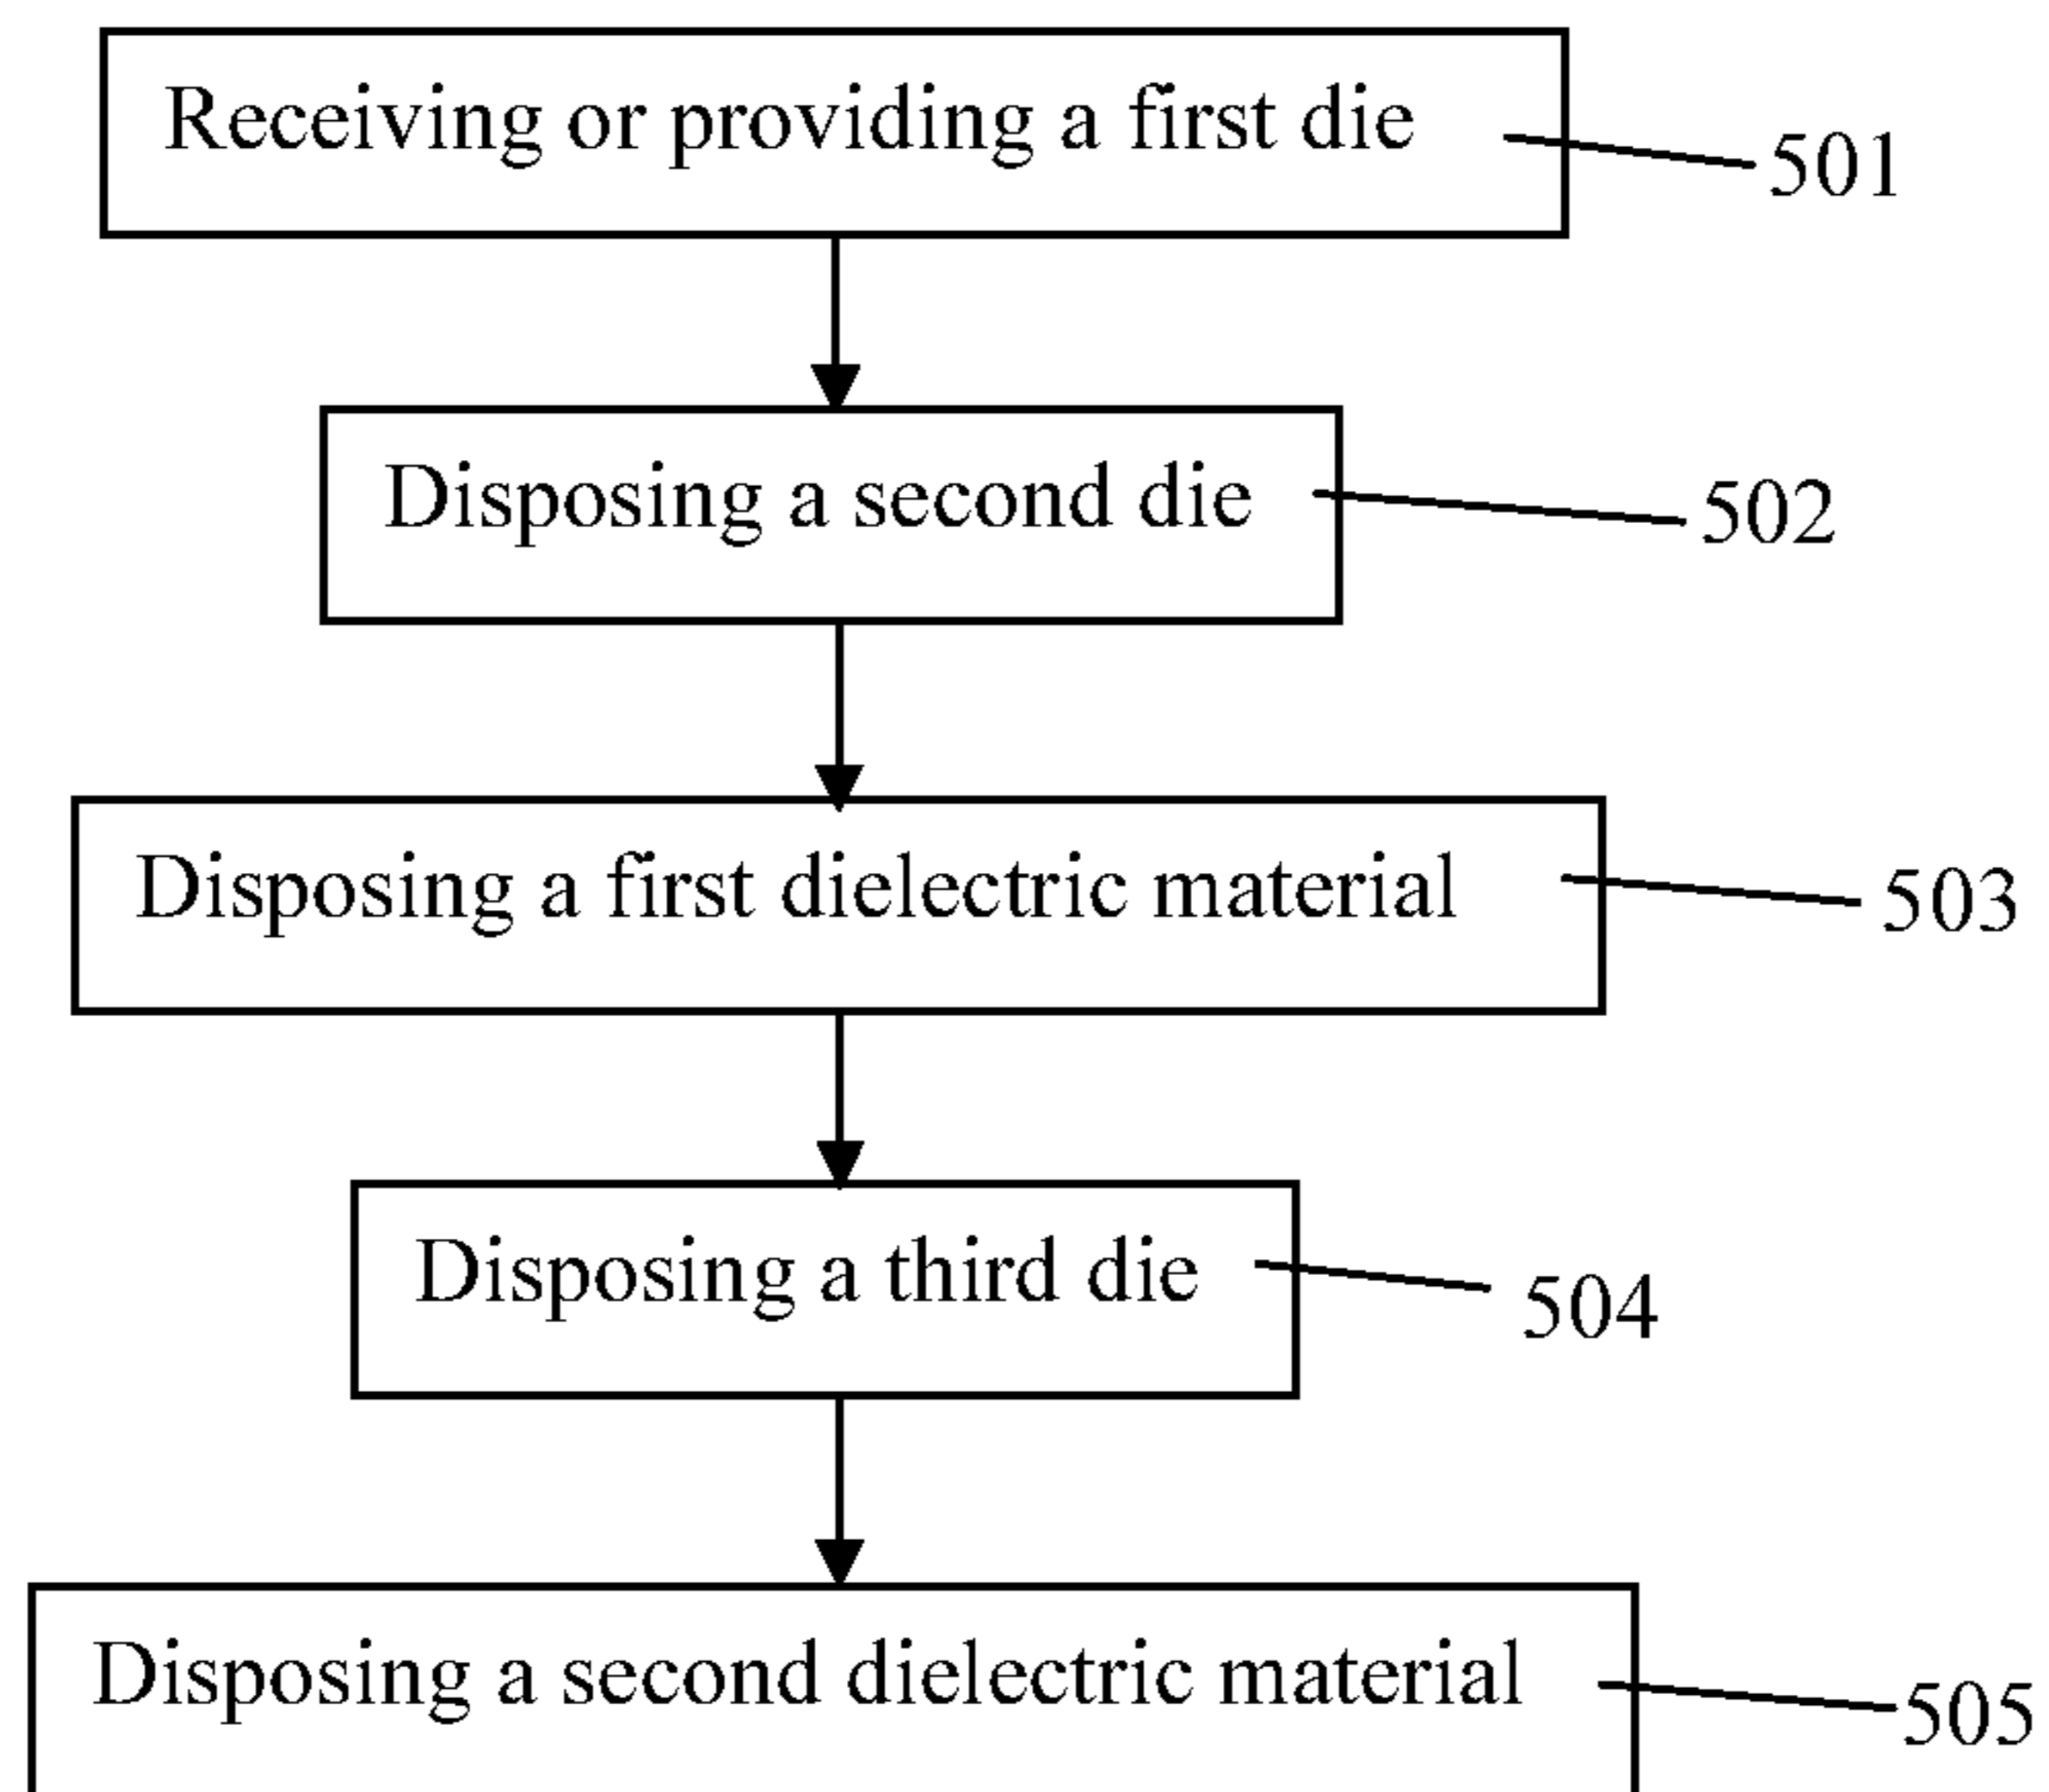 Receiving or providing a first die
501
Disposing a second die
502
Disposing a first dielectric material
503
Disposing a third die
504
Disposing a second dielectric material
505